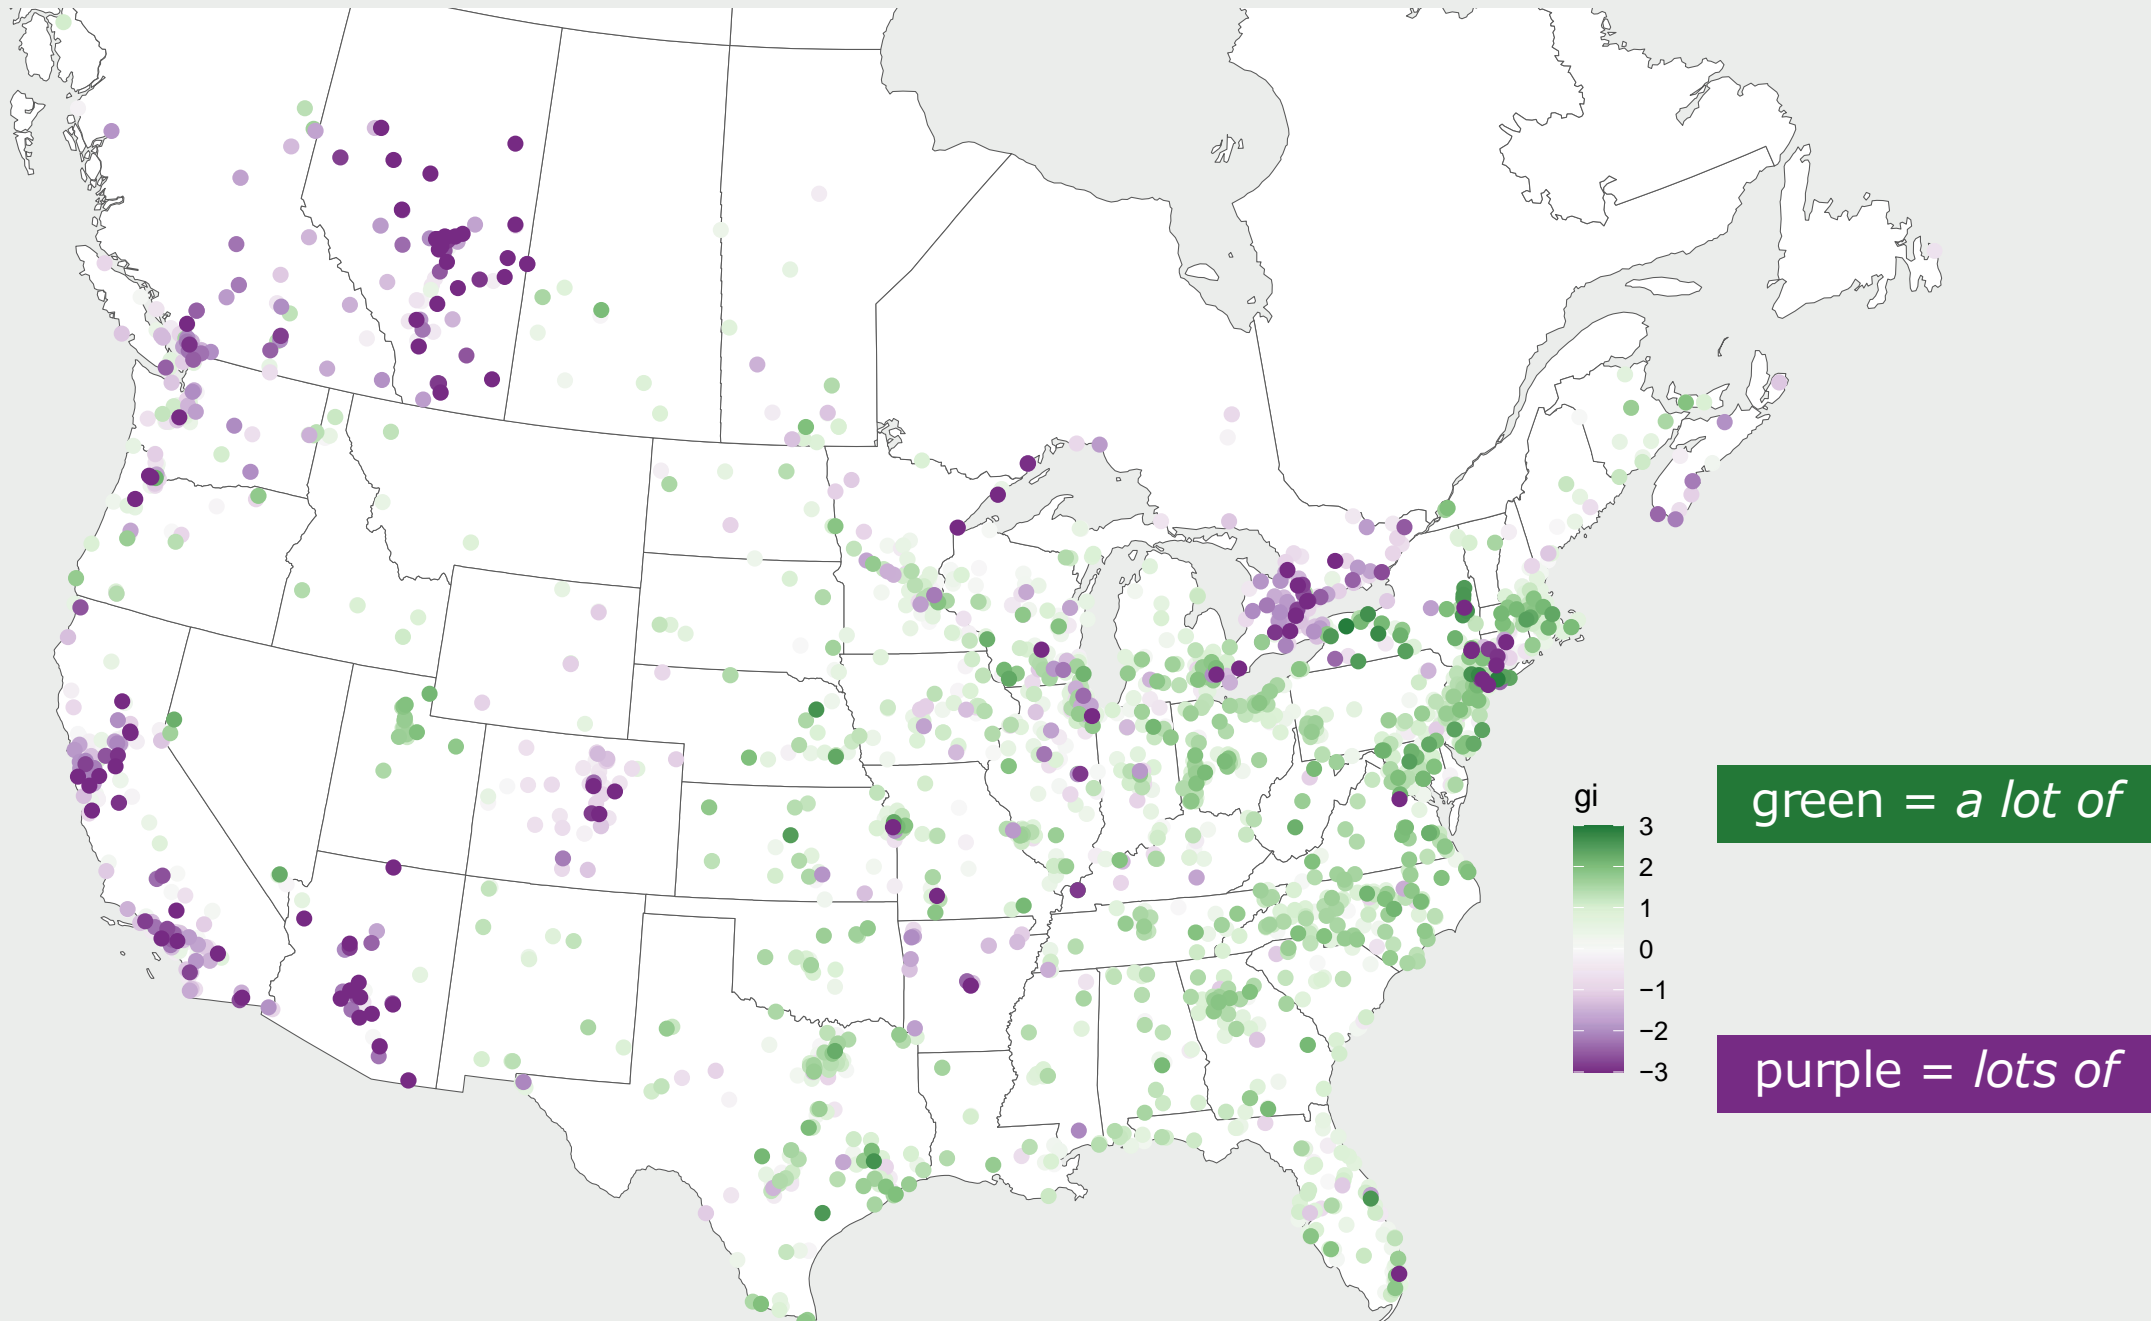 gi
3
2
1
0
−1
−2
−3
green = a lot of
purple = lots of